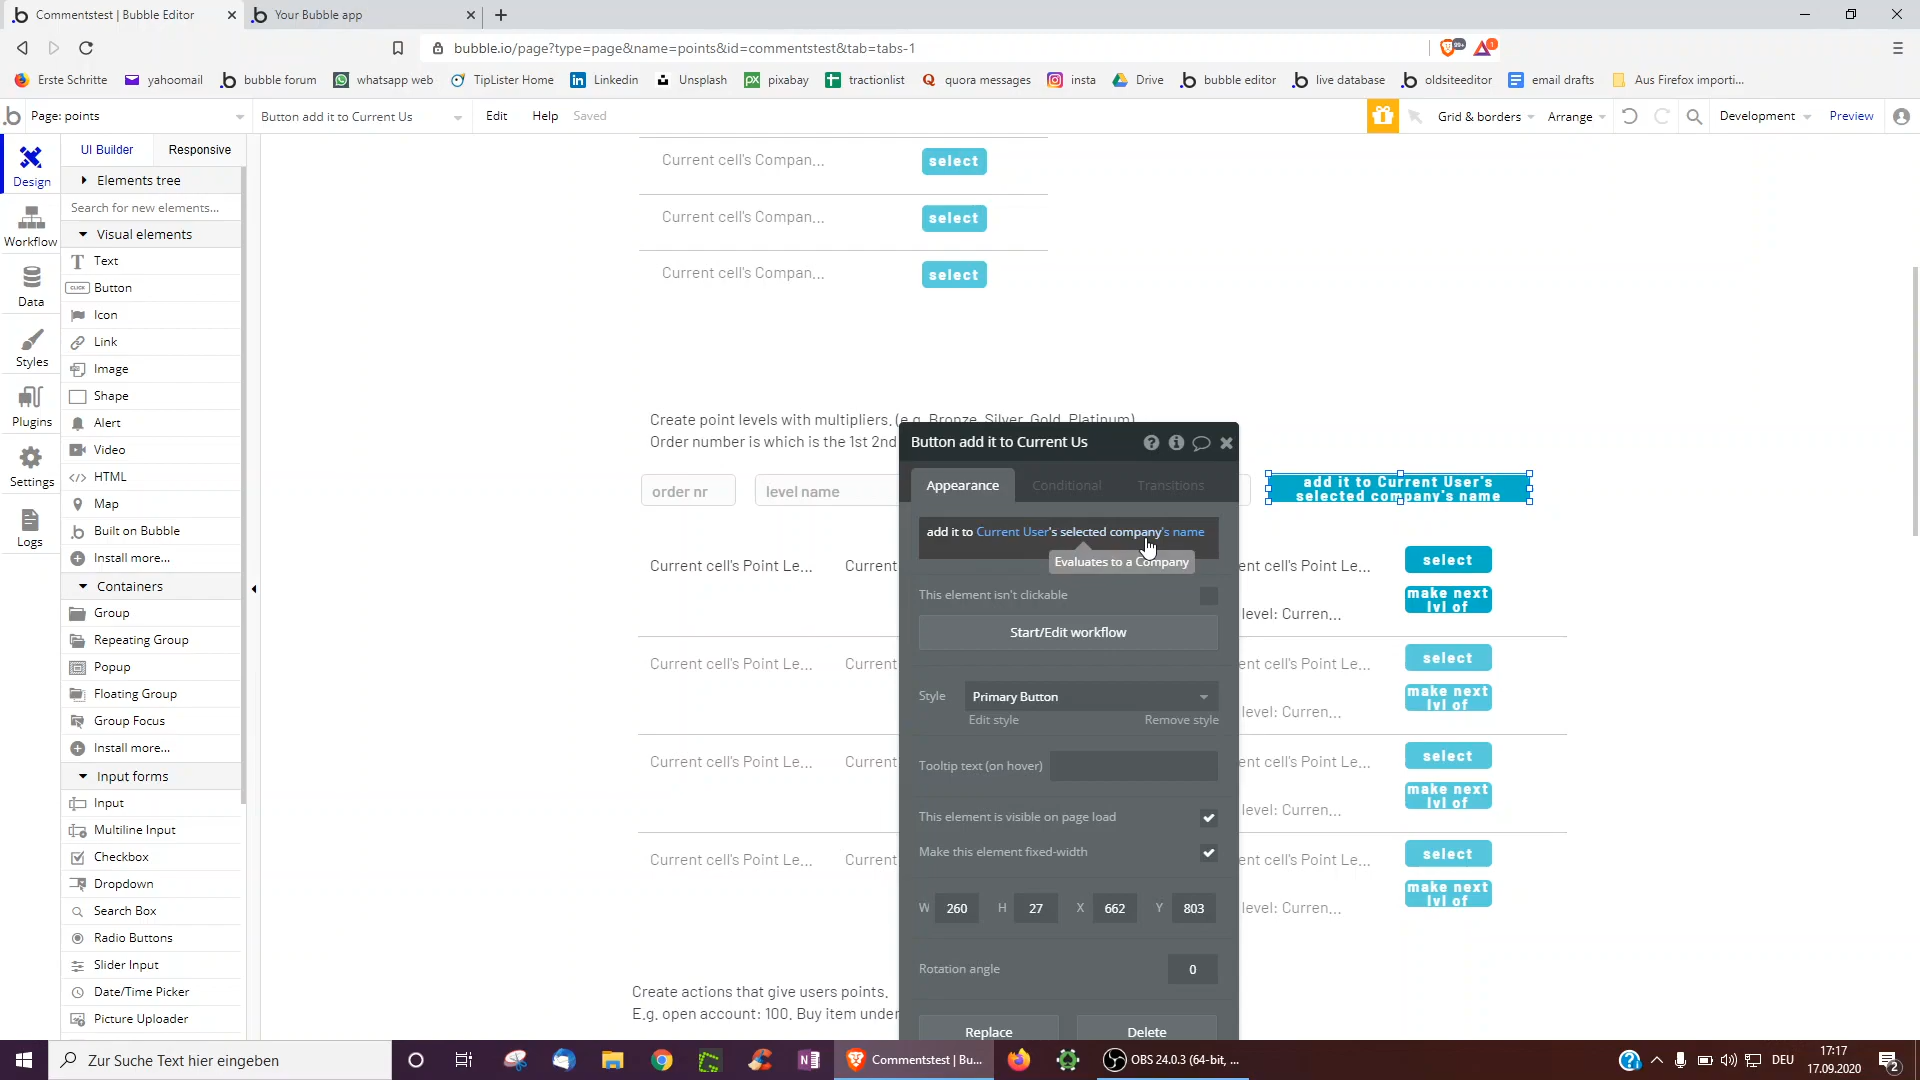 Commentstest | Bubble Editor
Your Bubble app
bubble.io/page?type=page&name=points&id=commentstest&tab=tabs-1
Erste Schritte
yahoomail
bubble forum
whatsapp web
TipLister Home
Linkedin
Unsplash
pixabay
tractionlist
quora messages
insta
Drive
bubble editor
live database
oldsiteeditor
email drafts
Aus Firefox importi...
Page: points
Button add it to Current Us
Edit
Help
Saved
Grid & borders
Arrange
Development
Preview
Design
Workflow
Data
Styles
Plugins
Settings
Logs
UI Builder
Responsive
Elements tree
Search for new elements...
Visual elements
Text
CLICK
Button
Icon
Link
Image
Shape
Alert
Video
HTML
Map
Built on Bubble
Install more...
Containers
Group
Repeating Group
Popup
Floating Group
Group Focus
Install more...
Input forms
Input
Multiline Input
Checkbox
Dropdown
Search Box
Radio Buttons
Slider Input
Date/Time Picker
Picture Uploader
Current cell's Compan...
select
Current cell's Compan...
select
Current cell's Compan...
select
Create point levels with multipliers. (e.g. Bronze, Silver, Gold, Platinum)
Order number is which is the 1st 2nd
order nr
level name
add it to Current User's
selected company's name
Current cell's Point Le...
Current
ent cell's Point Le...
select
level: Curren...
make next
lvl of
Current cell's Point Le...
Current
ent cell's Point Le...
select
level: Curren...
make next
lvl of
Current cell's Point Le...
Current
ent cell's Point Le...
select
level: Curren...
make next
lvl of
Current cell's Point Le...
Current
ent cell's Point Le...
select
level: Curren...
make next
lvl of
Create actions that give users points.
E.g. open account: 100. Buy item under
Button add it to Current Us
Appearance
Conditional
Transitions
add it to Current User's selected company's name
Evaluates to a Company
This element isn't clickable
Start/Edit workflow
Style
Primary Button
Edit style
Remove style
Tooltip text (on hover)
This element is visible on page load
Make this element fixed-width
W 260 H 27 X 662 Y 803
Rotation angle
0
Replace
Delete
Zur Suche Text hier eingeben
Commentstest | Bu...
OBS 24.0.3 (64-bit, ...
DEU
17:17
17.09.2020
2